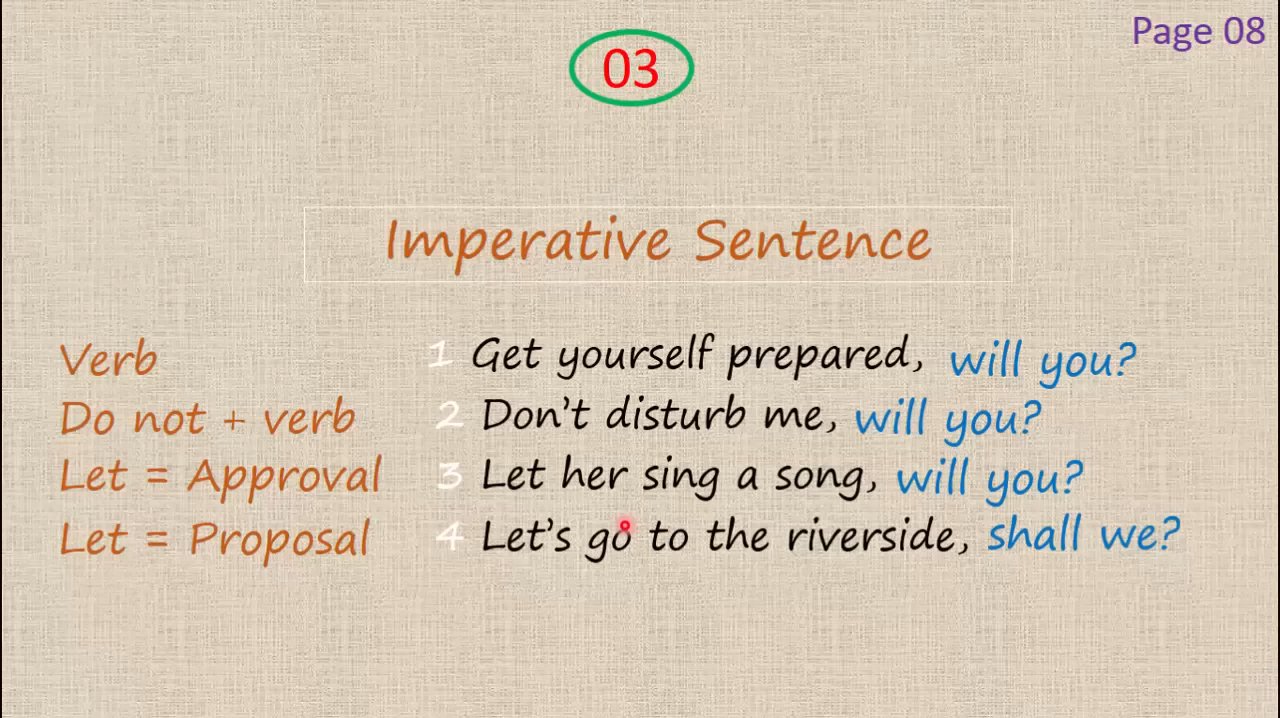 Page 08
03
Imperative Sentence
Verb 1 Get yourself prepared, will you?
Do not + verb 2 Don't disturb me, will you?
Let = Approval 3 Let her sing a song, will you?
Let = Proposal 4 Let's go to the riverside, shall we?